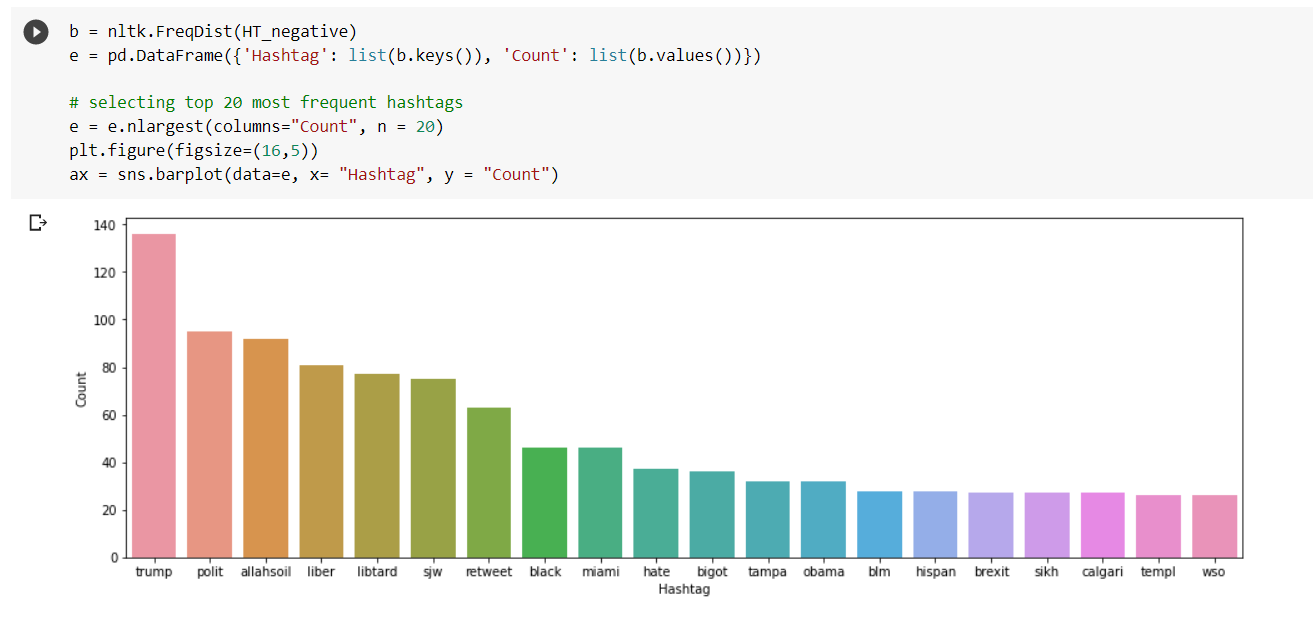 b = nltk.FreqDist(HT_negative)
e = pd.DataFrame({'Hashtag': list(b.keys()), 'Count': list(b.values())})
# selecting top 20 most frequent hashtags
e = e.nlargest(columns="Count", n = 20)
plt.figure(figsize=(16,5))
ax = sns.barplot(data=e, x= "Hashtag", y = "Count")
140
120
100
80
60
40
20
0
Count
trump polit allahsoil liber libtard sjw retweet black miami hate bigot tampa obama blm hispan brexit sikh calgari templ wso
Hashtag